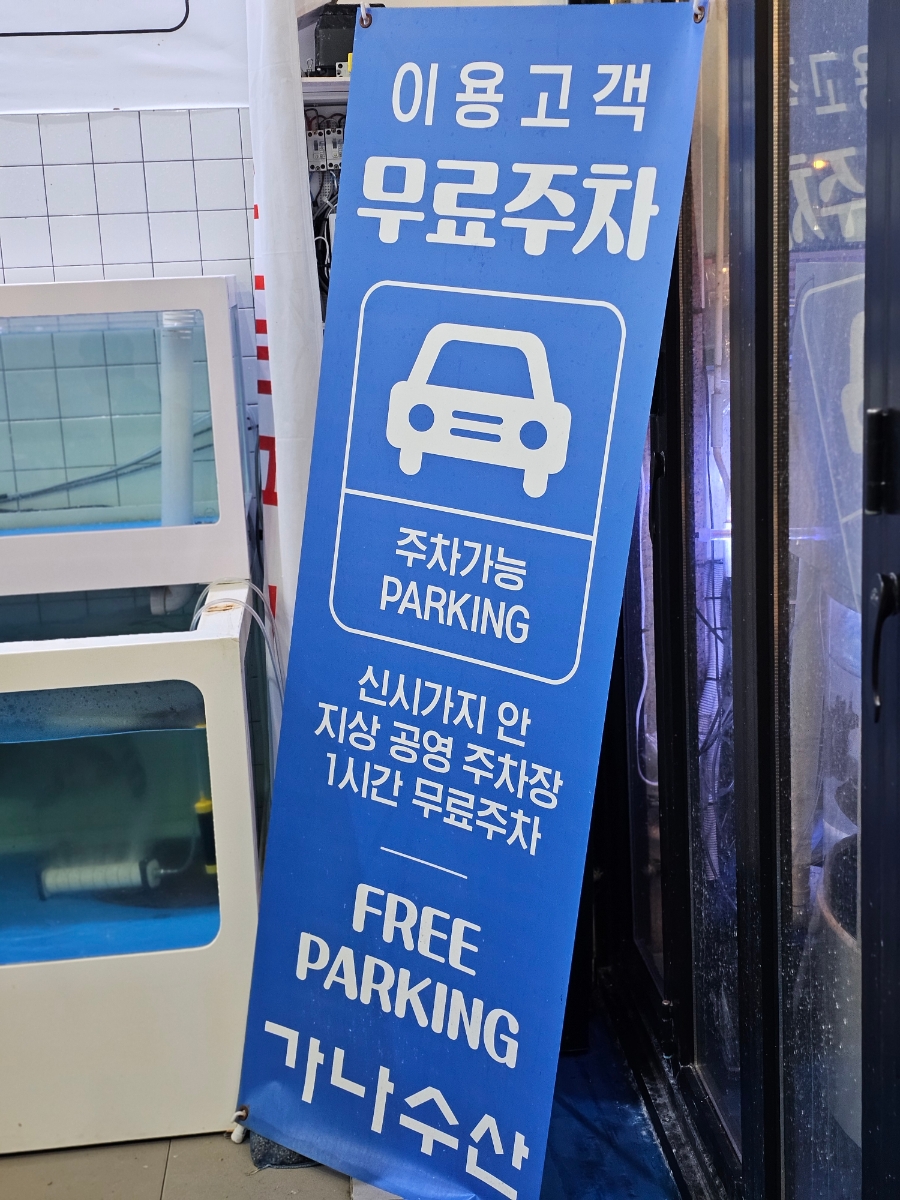 이용고객
무료주차
주차가능
PARKING
신시가지 안
지상 공영 주차장
1시간 무료주차
FREE
PARKING
가나수산